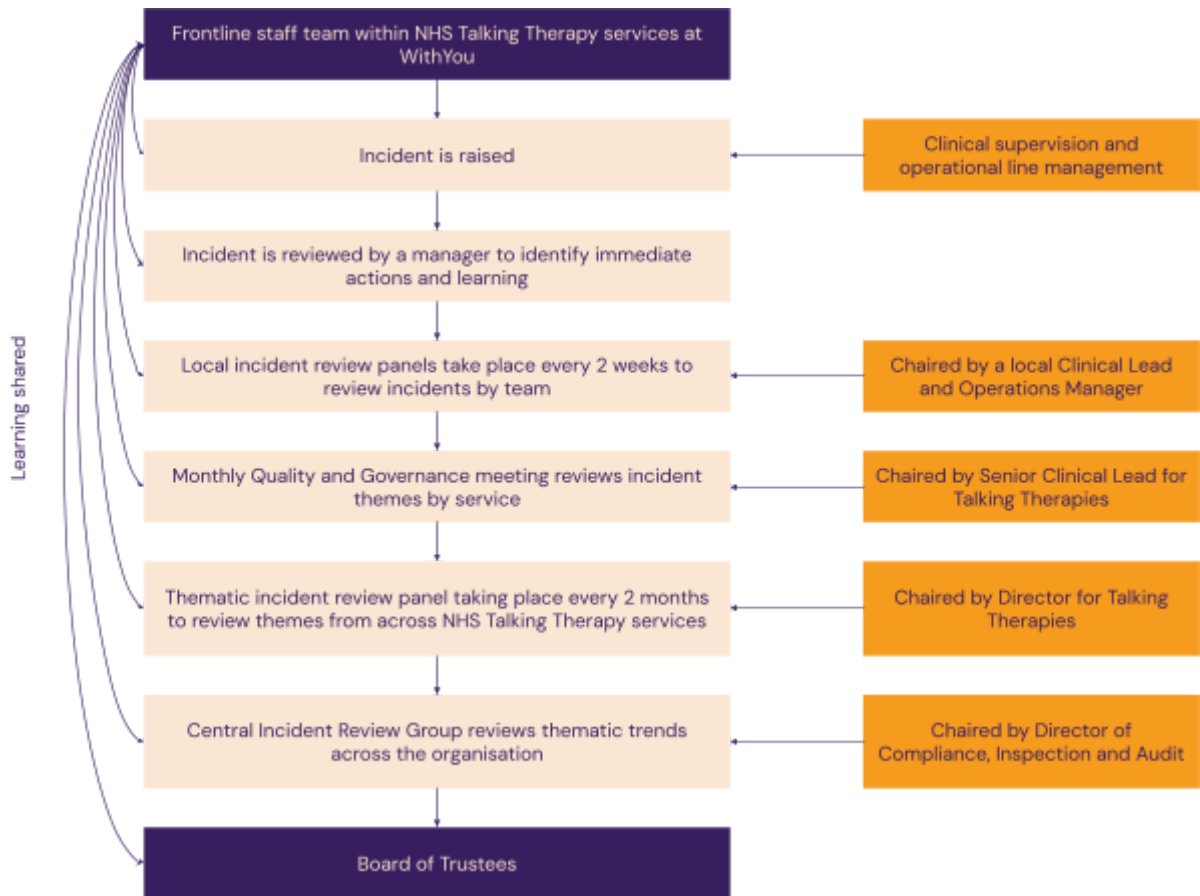 Frontline staff team within NHS Talking Therapy services at
WithYou
Incident is raised
Clinical supervision and
operational line management
Incident is reviewed by a manager to identify immediate
actions and learning
Learning shared
Local incident review panels take place every 2 weeks to
review incidents by team
Chaired by a local Clinical Lead
and Operations Manager
Monthly Quality and Governance meeting reviews incident
themes by service
Chaired by Senior Clinical Lead for
Talking Therapies
Thematic incident review panel taking place every 2 months
to review themes from across NHS Talking Therapy services
Chaired by Director for Talking
Therapies
Central Incident Review Group reviews thematic trends
across the organisation
Chaired by Director of
Compliance, Inspection and Audit
Board of Trustees